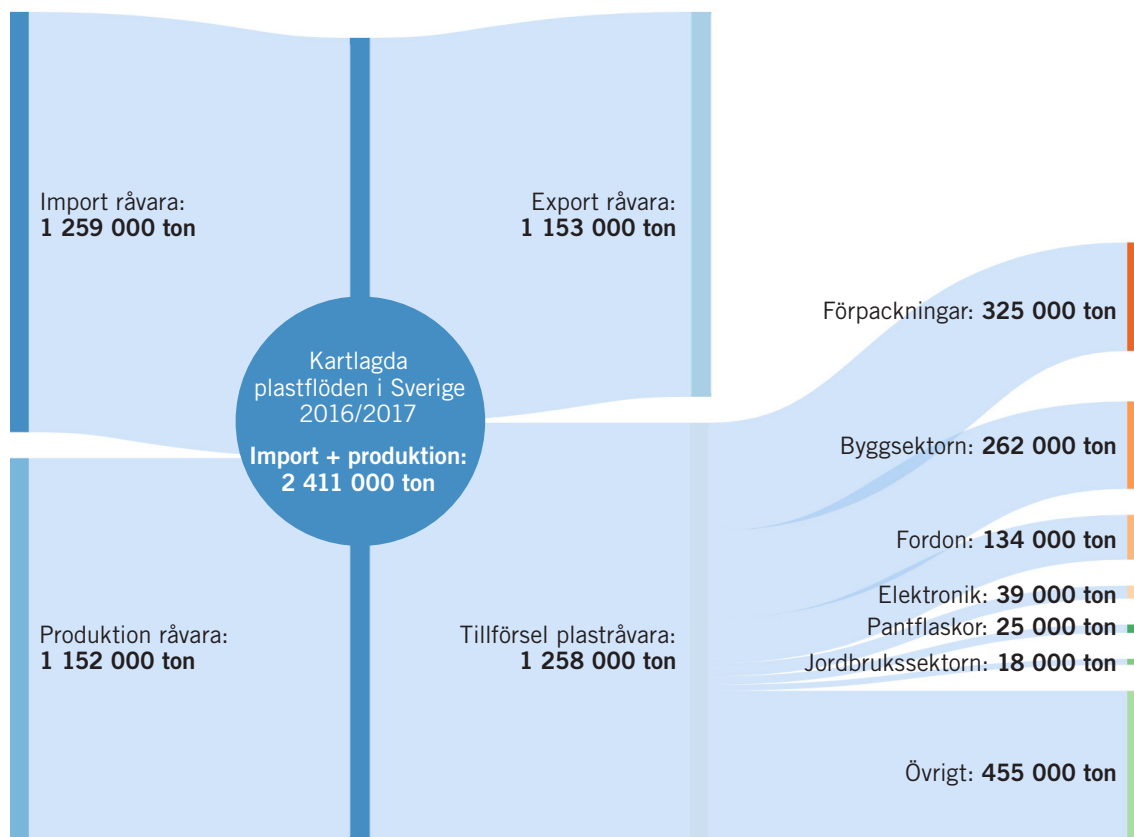 Import råvara:
1 259 000 ton
Export råvara:
1 153 000 ton
Förpackningar: 325 000 ton
Kartlagda
plastflöden i Sverige
2016/2017
Import + produktion:
2 411 000 ton
Byggsektorn: 262 000 ton
Fordon: 134 000 ton
Elektronik: 39 000 ton
Pantflaskor: 25 000 ton
Produktion råvara:
1 152 000 ton
Tillförsel plastråvara:
1 258 000 ton
Jordbrukssektorn: 18 000 ton
Övrigt: 455 000 ton